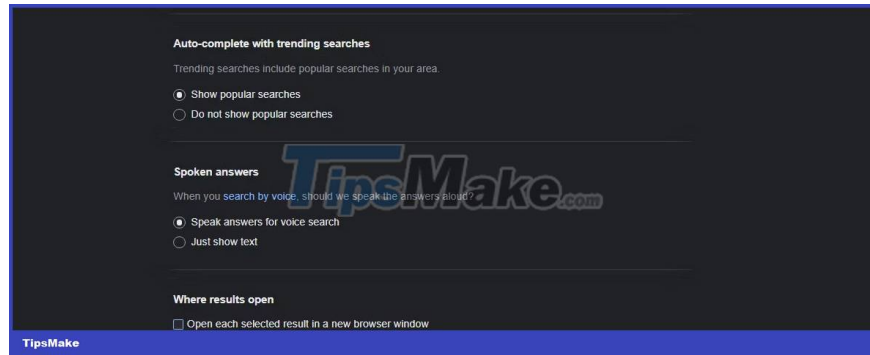 Auto-complete with trending searches
Trending searches include popular searches in your area.
Show popular searches
Do not show popular searches
Spoken answers
When you search by voice, should we speak the answers aloud?
TipsMake.com
Speak answers for voice search
Just show text
Where results open
Open each selected result in a new browser window
TipsMake